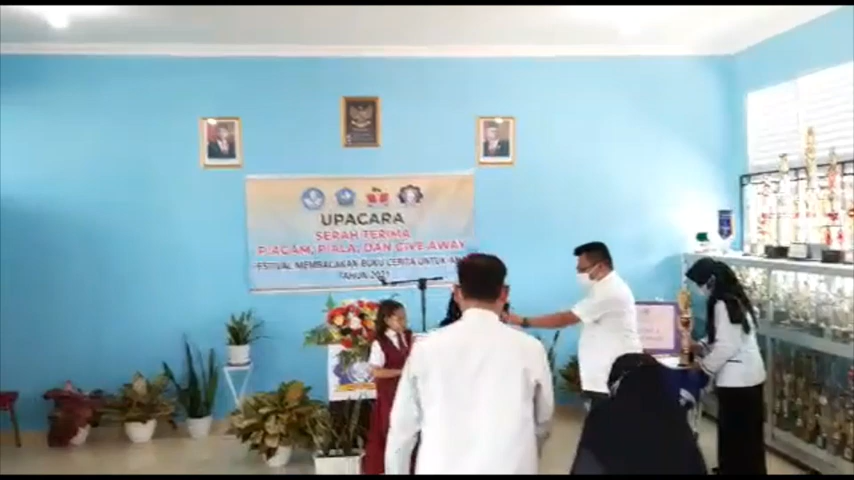 UPACARA
SERAH TERIMA
PIAGAM, PIALA, DAN GIVE AWAY
FESTIVAL MEMBACAKAN BUKU CERITA UNTUK
TAHUN 2021